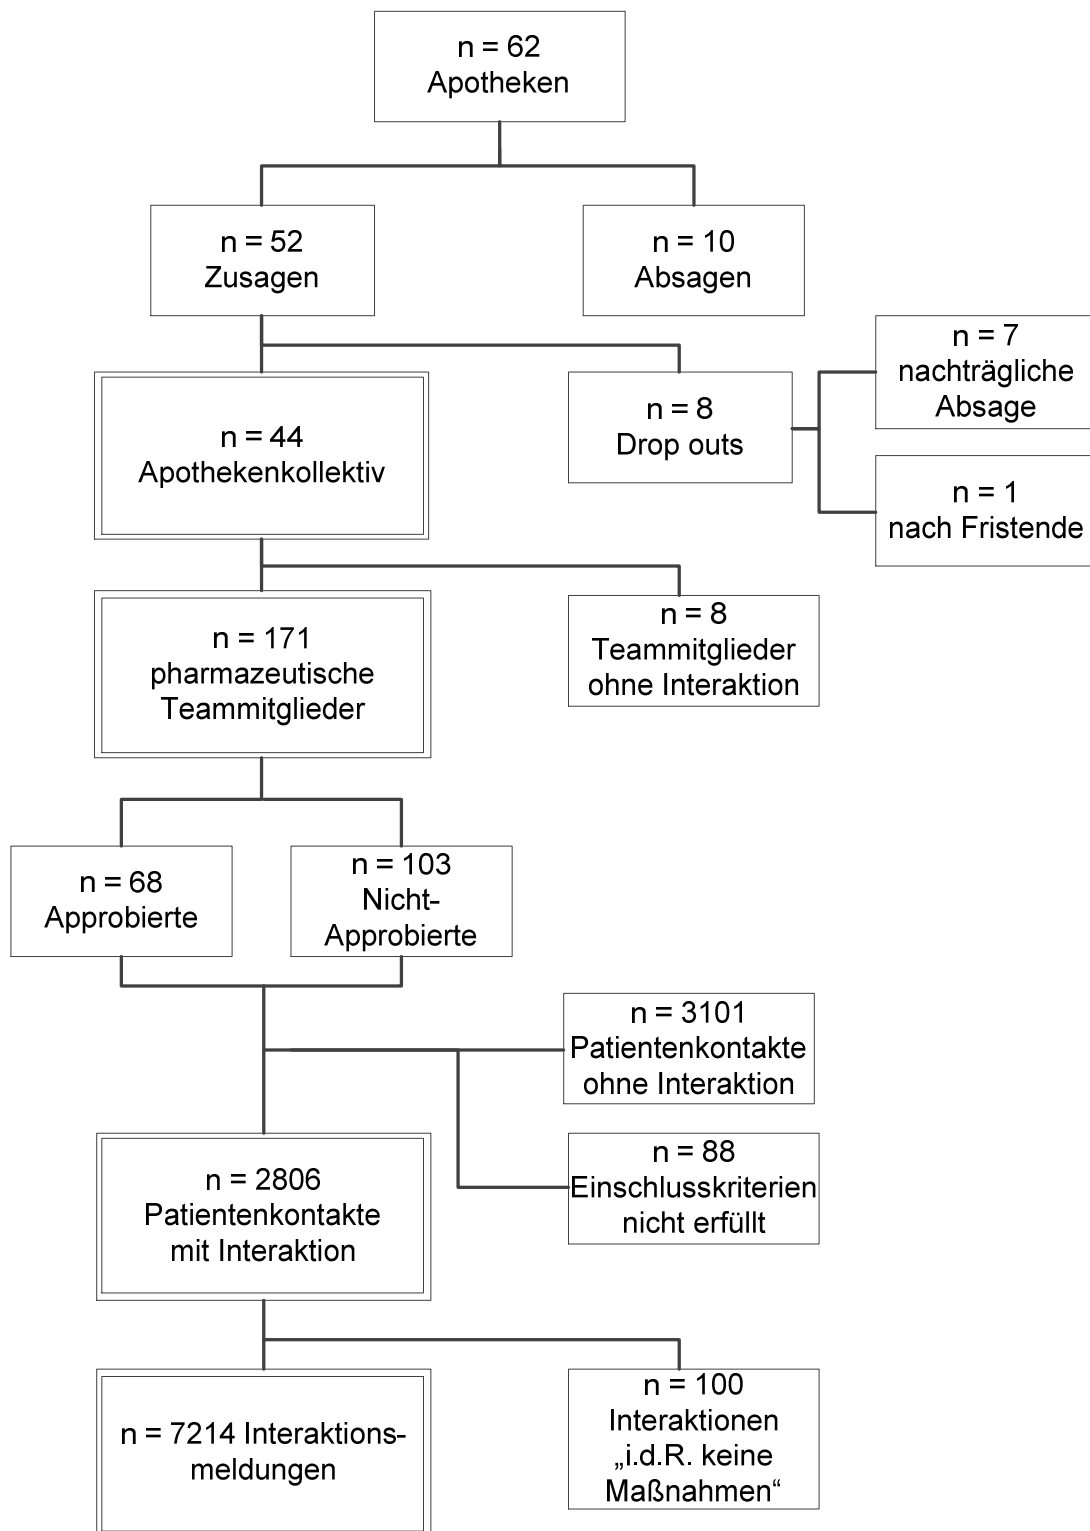 n = 62
Apotheken
n = 52
Zusagen
n = 10
Absagen
n = 7
nachträgliche
Absage
n = 44
Apothekenkollektiv
n = 8
Drop outs
n = 1
nach Fristende
n = 171
pharmazeutische
Teammitglieder
n = 8
Teammitglieder
ohne Interaktion
n = 68
Approbierte
n = 103
Nicht-
Approbierte
n = 3101
Patientenkontakte
ohne Interaktion
n = 2806
Patientenkontakte
mit Interaktion
n = 88
Einschlusskriterien
nicht erfüllt
n = 7214 Interaktions-
meldungen
n = 100
Interaktionen
„i.d.R. keine
Maßnahmen“